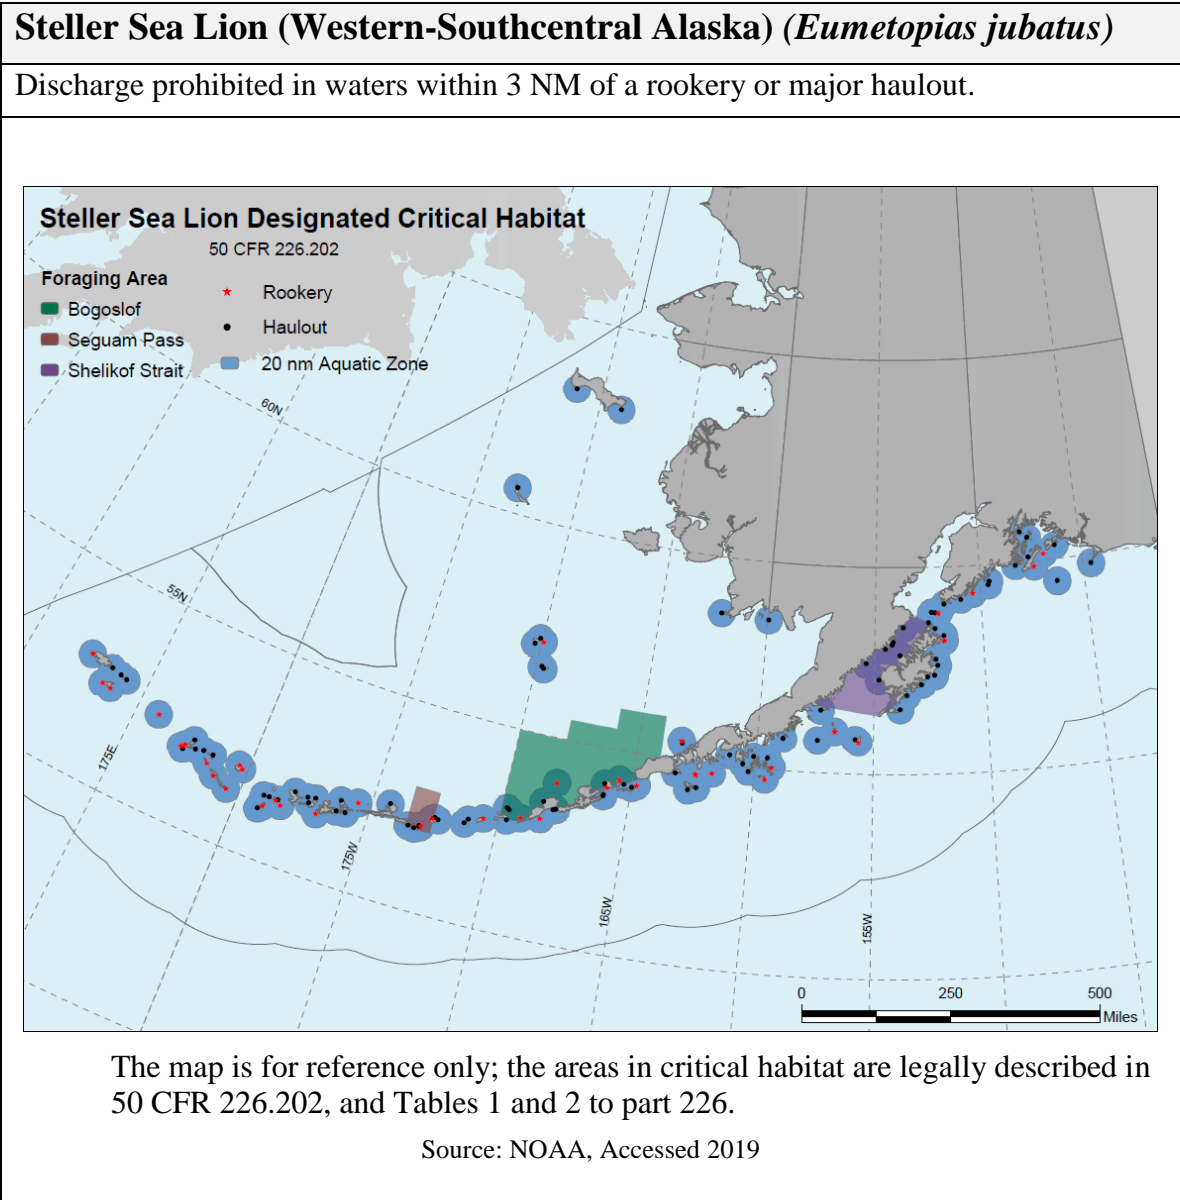 Steller Sea Lion (Western-Southcentral Alaska) (Eumetopias jubatus)
Discharge prohibited in waters within 3 NM of a rookery or major haulout.
Steller Sea Lion Designated Critical Habitat
50 CFR 226.202
Foraging Area
Bogoslof
Seguam Pass
Shelikof Strait
Rookery
Haulout
20 nm Aquatic Zone
60N
55N
175E
175W
165W
155W
0 250 500
Miles
The map is for reference only; the areas in critical habitat are legally described in
50 CFR 226.202, and Tables 1 and 2 to part 226.
Source: NOAA, Accessed 2019